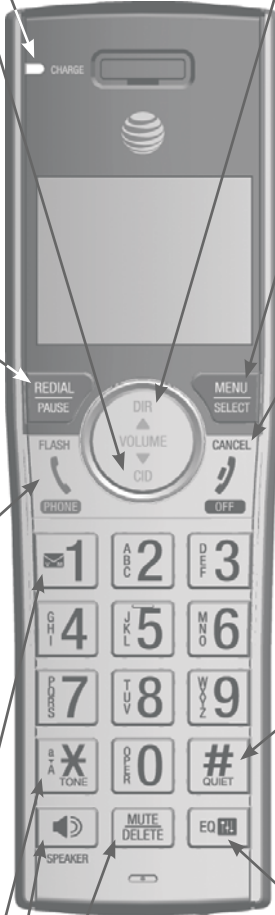 CHARGE
REDIAL
PAUSE
DIR
VOLUME
CID
MENU
SELECT
FLASH
CANCEL
PHONE
OFF
1
ABC 2
DEF 3
GHI 4
JKL 5
MNO 6
PQRS 7
TUV 8
WXYZ 9
a A * TONE
OPER 0
# QUIET
SPEAKER
MUTE
DELETE
EQ